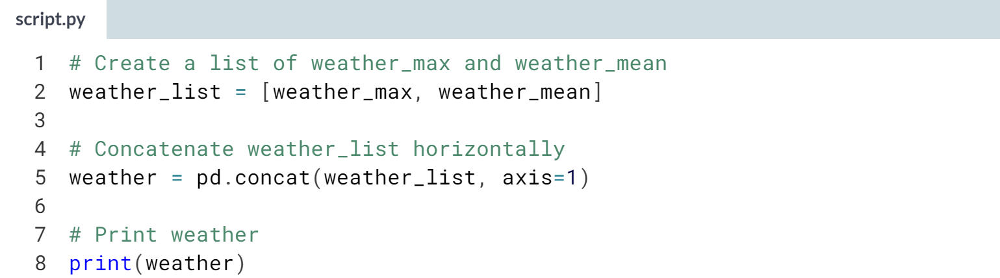 script.py
1 # Create a list of weather_max and weather_mean
2 weather_list = [weather_max, weather_mean]
3
4 # Concatenate weather_list horizontally
5 weather = pd.concat(weather_list, axis=1)
6
7 # Print weather
8 print(weather)